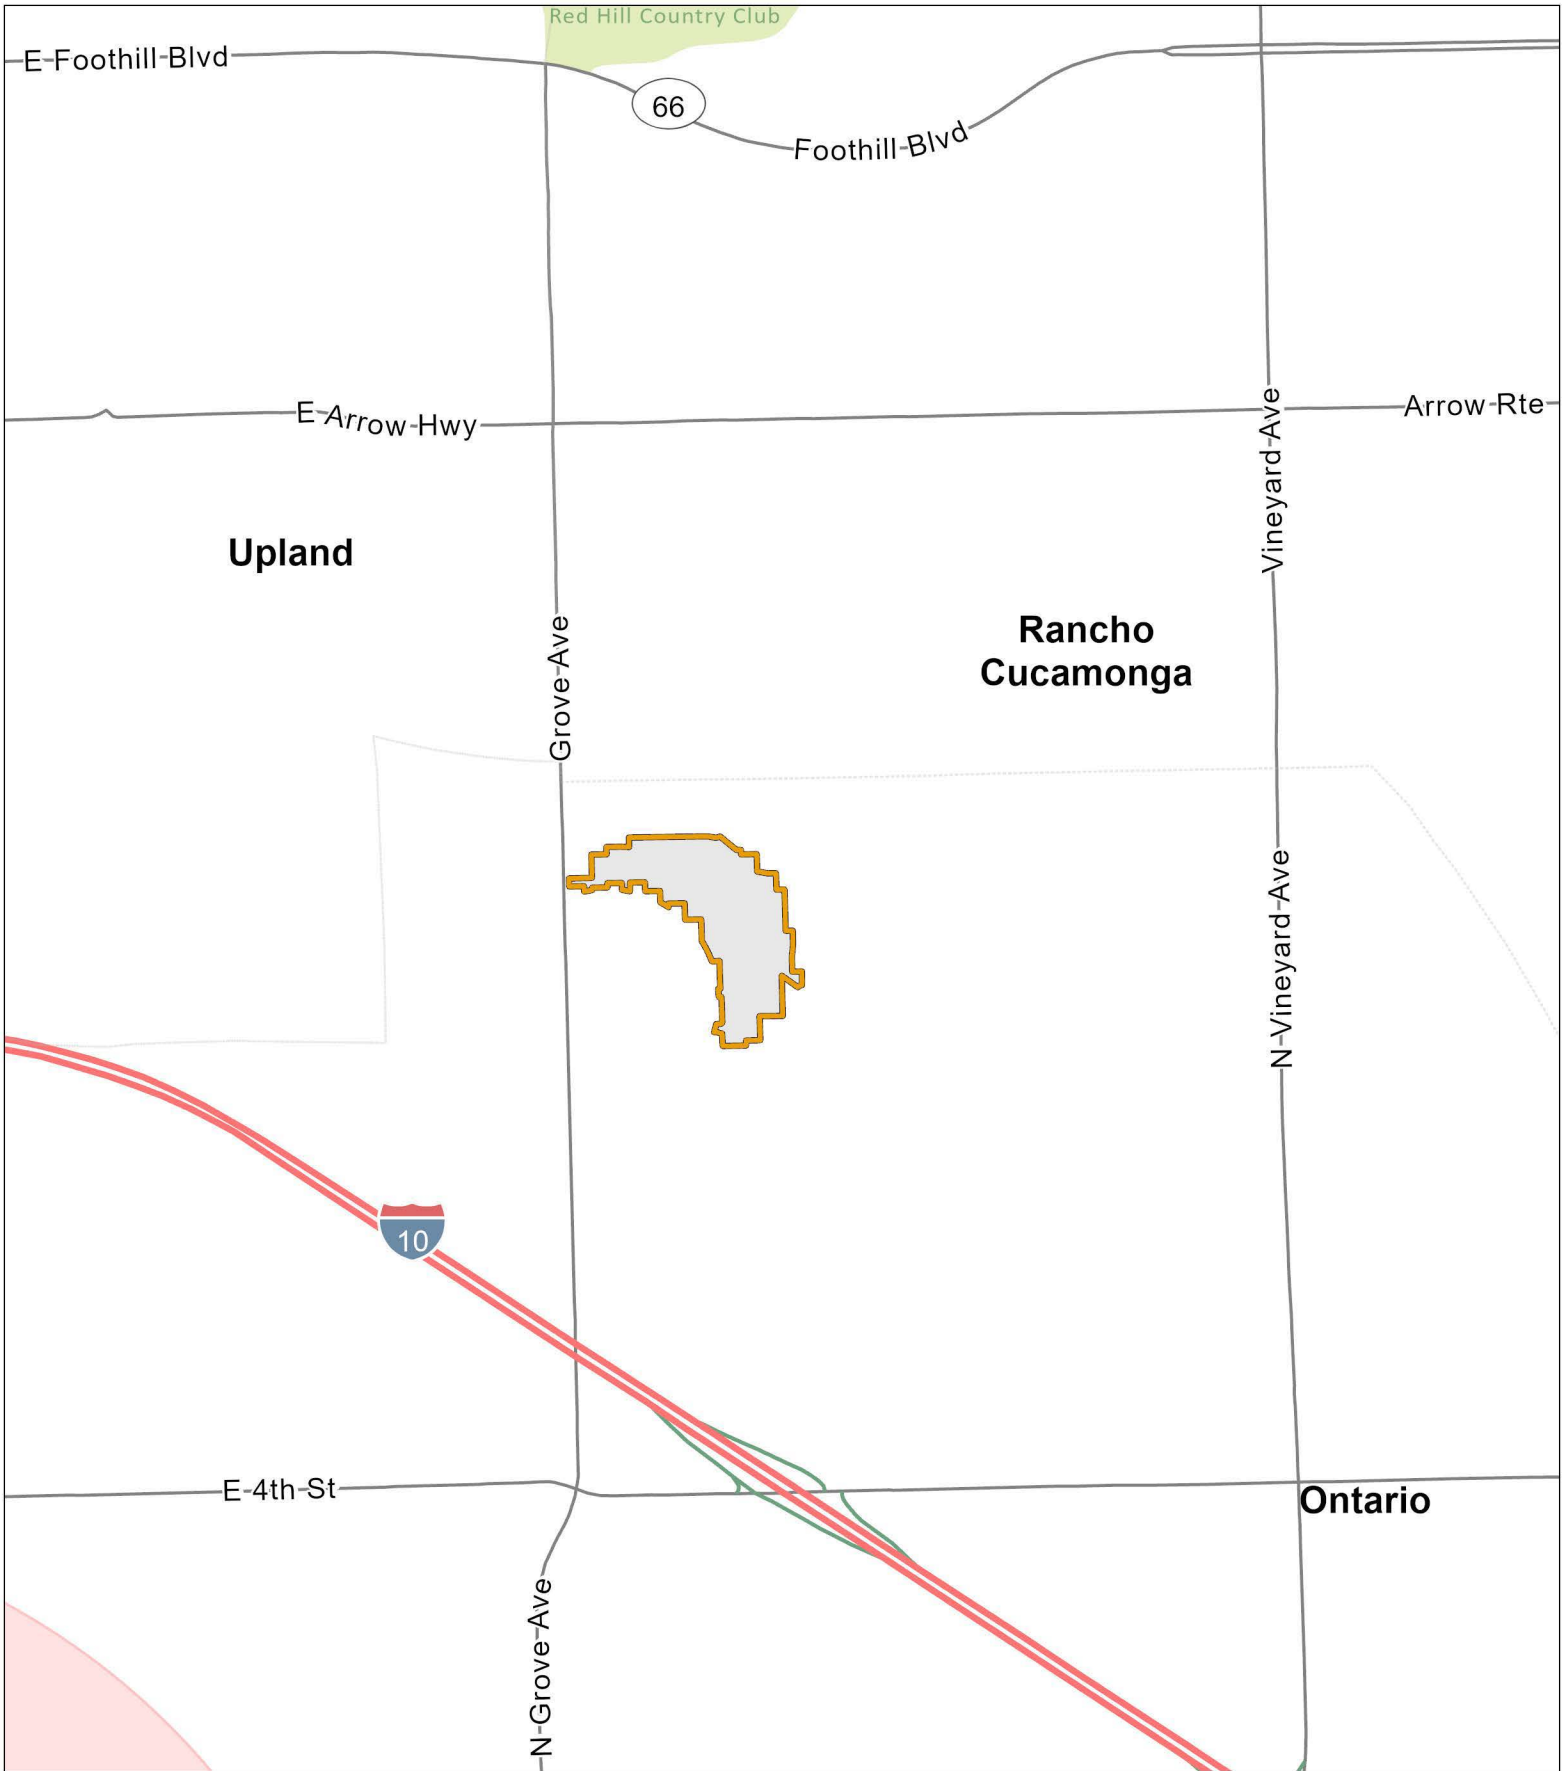 Red Hill Country Club
E Foothill Blvd
66
Foothill Blvd
E Arrow Hwy
Arrow Rte
Vineyard Ave
Upland
Rancho
Cucamonga
Grove Ave
N Vineyard Ave
10
E 4th St
Ontario
N Grove Ave